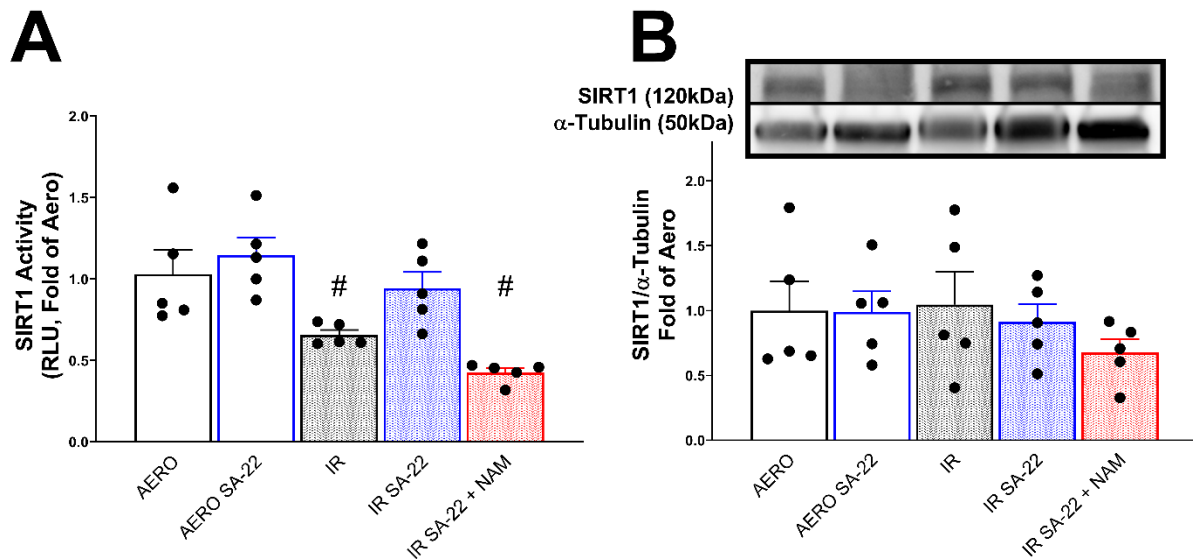 A
SIRT1 Activity
(RLU, Fold of Aero)
2.0
1.5
1.0
0.5
0.0
#
#
AERO
AERO SA-22
IR
IR SA-22
IR SA-22 + NAM
B
SIRT1 (120kDa)
α-Tubulin (50kDa)
SIRT1/α-Tubulin
Fold of Aero
2.0
1.5
1.0
0.5
0.0
AERO
AERO SA-22
IR
IR SA-22
IR SA-22 + NAM